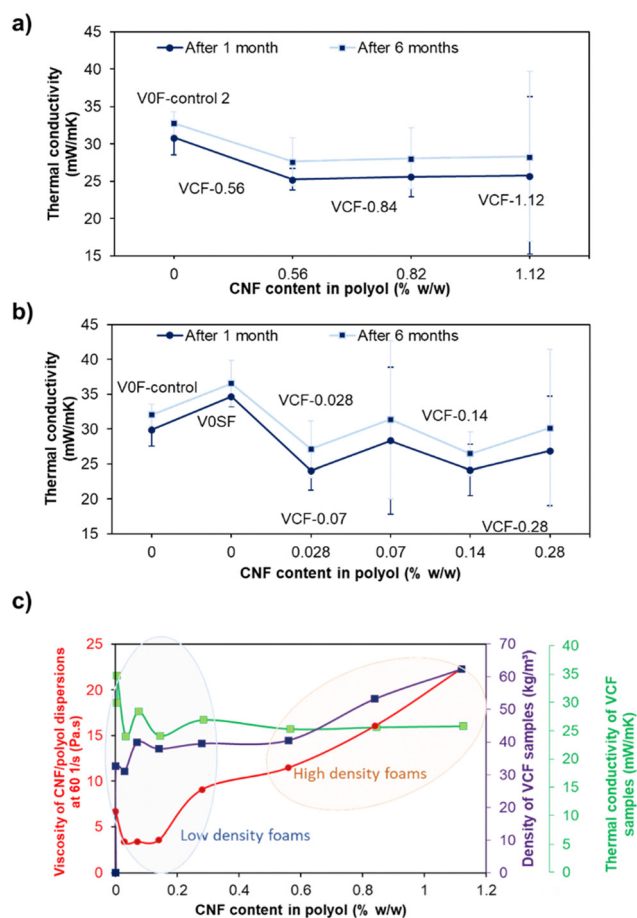 a)
After 1 month
After 6 months
45
40
35
30
25
20
15
Thermal conductivity
(mW/mK)
V0F-control 2
VCF-0.56
VCF-0.84
VCF-1.12
0
0.56
0.82
1.12
CNF content in polyol (% w/w)
b)
After 1 month
After 6 months
45
40
35
30
25
20
15
Thermal conductivity
(mW/mK)
V0F-control
V0SF
VCF-0.028
VCF-0.07
VCF-0.14
VCF-0.28
0
0
0.028
0.07
0.14
0.28
CNF content in polyol (% w/w)
c)
Viscosity of CNF/polyol dispersions
at 60 1/s (Pa.s)
25
20
15
10
5
0
High density foams
Low density foams
70
60
50
40
30
20
10
0
Density of VCF samples (kg/m³)
40
35
30
25
20
15
10
5
0
Thermal conductivity of VCF
samples (mW/mK)
0
0.2
0.4
0.6
0.8
1
1.2
CNF content in polyol (% w/w)